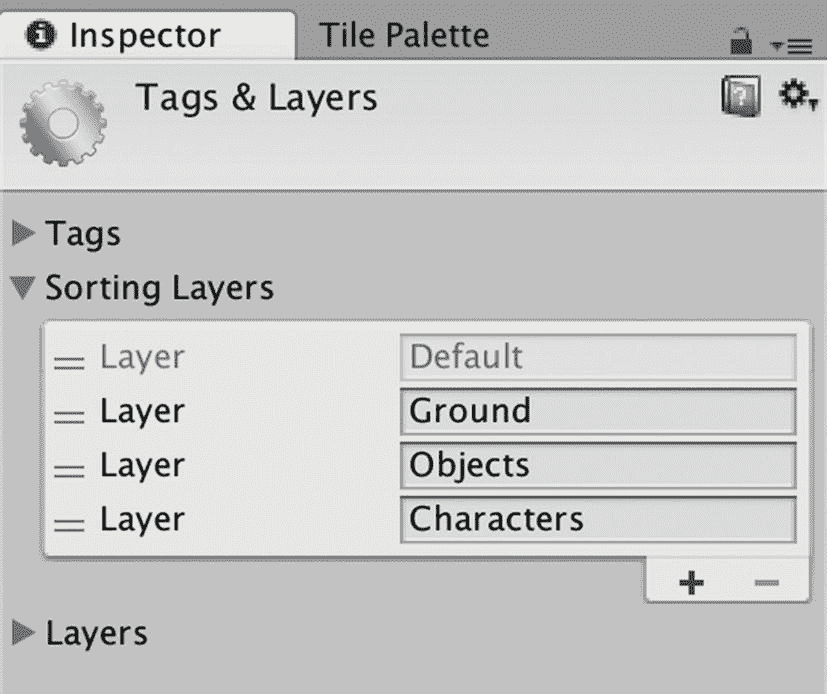 Inspector Tile Palette
Tags & Layers
Tags
Sorting Layers
Layer Default
Layer Ground
Layer Objects
Layer Characters
Layers